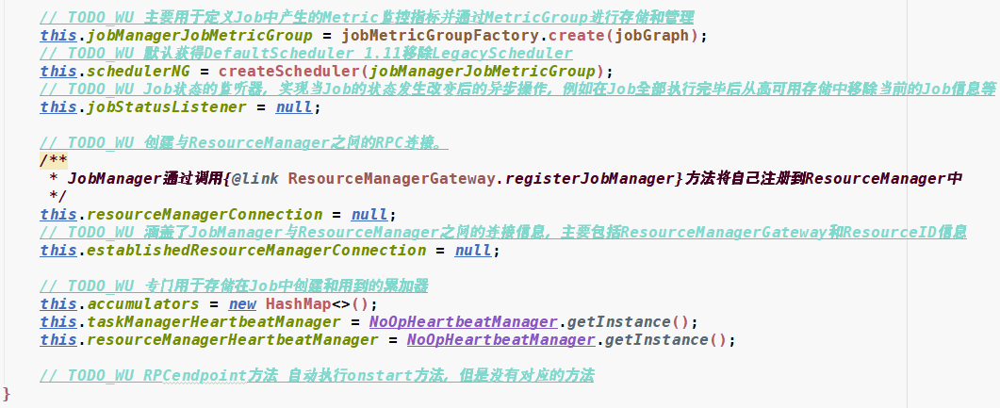 // TODO_WU 主要用于定义Job中产生的Metric监控指标并通过MetricGroup进行存储和管理
this.jobManagerJobMetricGroup = jobMetricGroupFactory.create(jobGraph);
// TODO_WU 默认获得DefaultScheduler 1.11移除LegacyScheduler
this.schedulerNG = createScheduler(jobManagerJobMetricGroup);
// TODO_WU Job状态的监听器，实现当Job的状态发生改变后的异步操作，例如在Job全部执行完毕后从高可用存储中移除当前的Job信息等
this.jobStatusListener = null;
// TODO_WU 创建与ResourceManager之间的RPC连接。
/**
* JobManager通过调用{@link ResourceManagerGateway.registerJobManager}方法将自己注册到ResourceManager中
*/
this.resourceManagerConnection = null;
// TODO_WU 涵盖了JobManager与ResourceManager之间的连接信息，主要包括ResourceManagerGateway和ResourceID信息
this.establishedResourceManagerConnection = null;
// TODO_WU 专门用于存储在Job中创建和用到的累加器
this.accumulators = new HashMap<>();
this.taskManagerHeartbeatManager = NoOpHeartbeatManager.getInstance();
this.resourceManagerHeartbeatManager = NoOpHeartbeatManager.getInstance();
// TODO_WU RPCendpoint方法 自动执行onstart方法，但是没有对应的方法
}